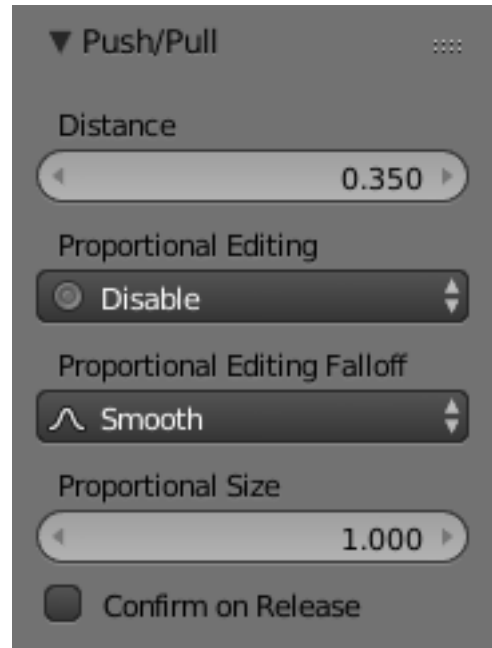 Push/Pull
Distance
0.350
Proportional Editing
Disable
Proportional Editing Falloff
Smooth
Proportional Size
1.000
Confirm on Release